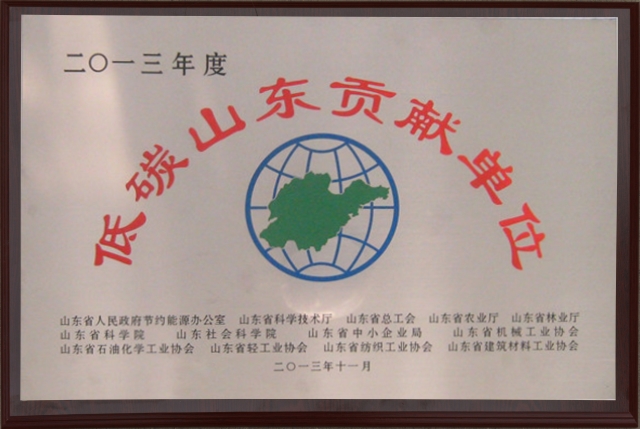 二〇一三年度
低碳山东贡献单位
山东省人民政府节约能源办公室 山东省科学技术厅 山东省总工会 山东省农业厅 山东省林业厅
山东省科学院 山东社会科学院 山东省中小企业局 山东省机械工业协会
山东省石油化学工业协会 山东省轻工业协会 山东省纺织工业协会 山东省建筑材料工业协会
二〇一三年十一月